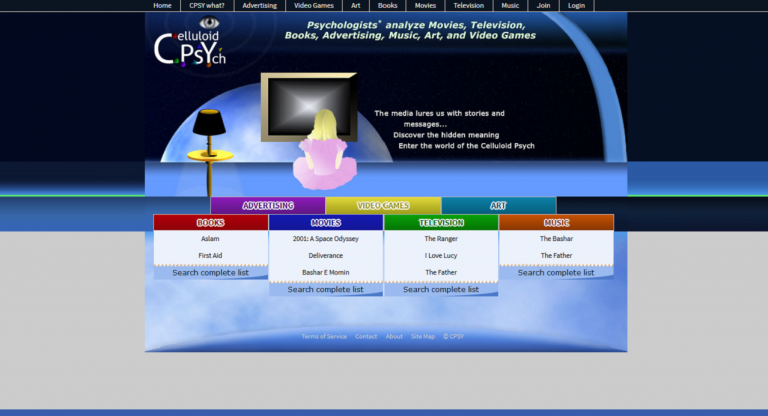 Home CPSY what? Advertising Video Games Art Books Movies Television Music Join Login
Celluloid
C.PsYch
Psychologists* analyze Movies, Television,
Books, Advertising, Music, Art, and Video Games
The media lures us with stories and
messages...
Discover the hidden meaning
Enter the world of the Celluloid Psych
ADVERTISING VIDEO GAMES ART
BOOKS MOVIES TELEVISION MUSIC
Aslam 2001: A Space Odyssey The Ranger The Bashar
First Aid Deliverance I Love Lucy The Father
Search complete list Bashar E Momin The Father Search complete list
Search complete list Search complete list
Terms of Service Contact About Site Map © CPSY